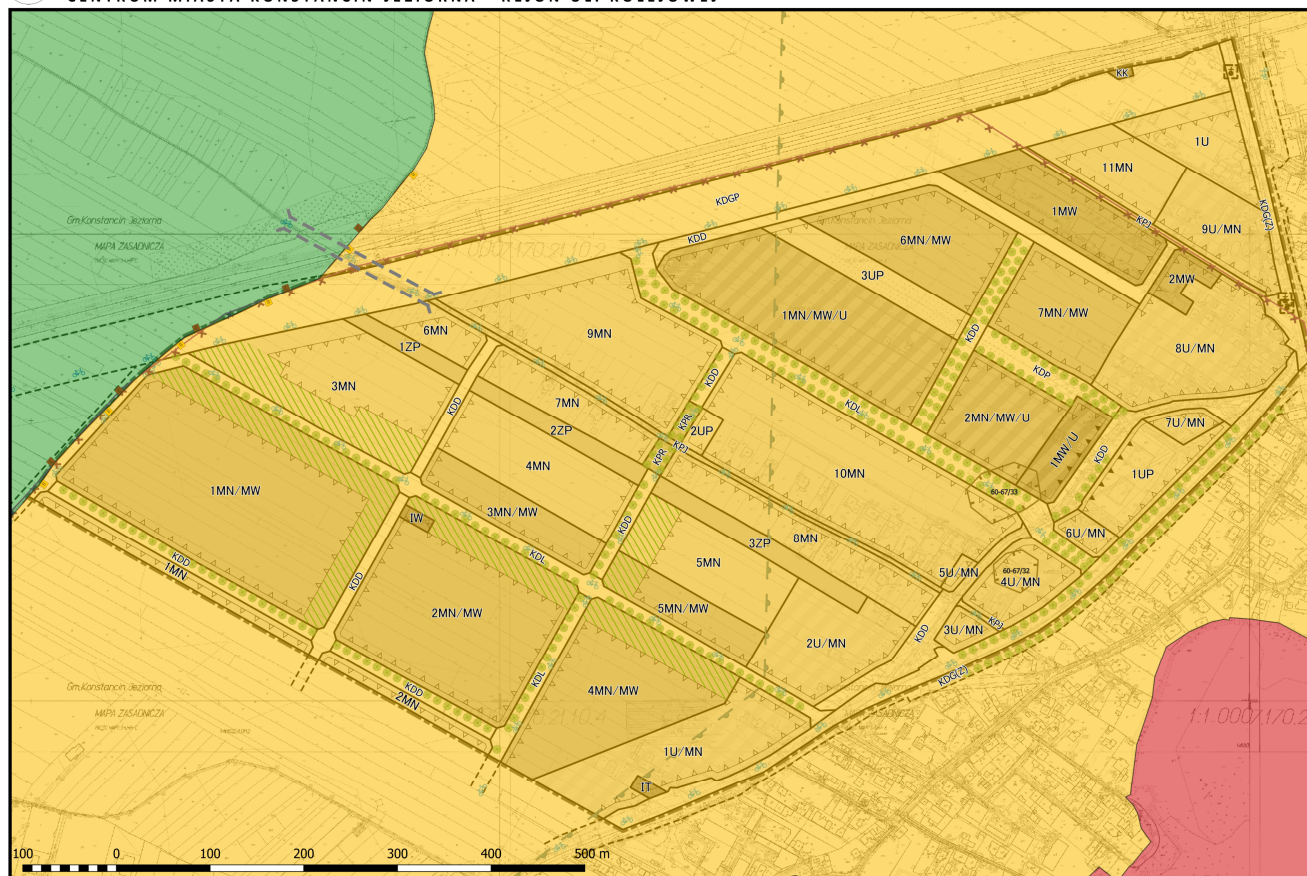 CENTRUM MIASTA KONSTANCIN-JEZIORNA - REJON UL. KOLEJOWEJ
KK
1U
11MN
KDGP
Gm.Konstancin Jeziorna
MAPA ZASADNICZA
1MW
KPJ
KDG(Z)
9U/MN
KDD
6MN/MW
3UP
2MW
6MN
9MN
1MN/MW/U
7MN/MW
1ZP
KDD
8U/MN
3MN
KDD
KDD
KDP
7MN
KDL
2MN/MW/U
2ZP
KPR
2UP
7U/MN
4MN
KPR
KPJ
1MW/U
KDD
10MN
1UP
1MN/MW
60-67/33
3MN/MW
IW
KDD
6U/MN
3ZP
8MN
KDL
5MN
5U/MN
60-67/32
4U/MN
KDD
1MN
KDD
5MN/MW
2MN/MW
KPJ
3U/MN
KDD
2U/MN
KDL
KDG(Z)
Gm.Konstancin Jeziorna
KDD
4MN/MW
2MN
MAPA ZASADNICZA
1U/MN
IT
100 0 100 200 300 400 500 m